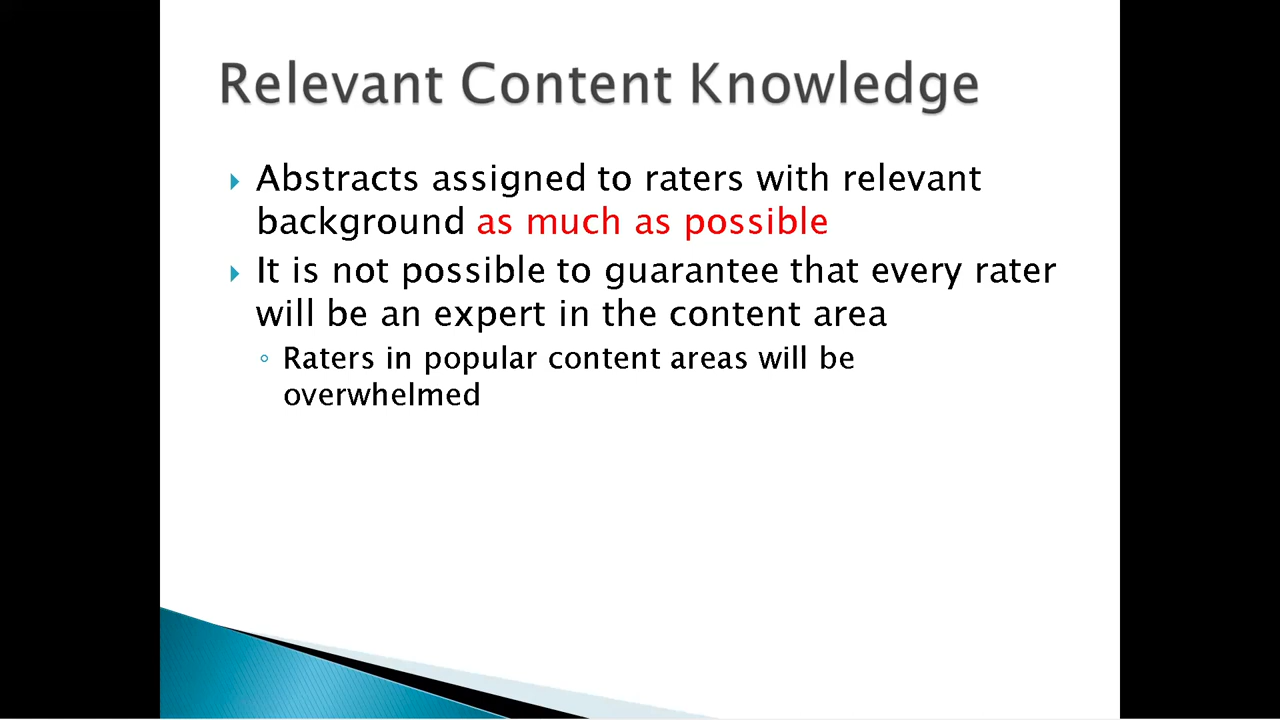 Relevant Content Knowledge
Abstracts assigned to raters with relevant
background as much as possible
It is not possible to guarantee that every rater
will be an expert in the content area
Raters in popular content areas will be
overwhelmed